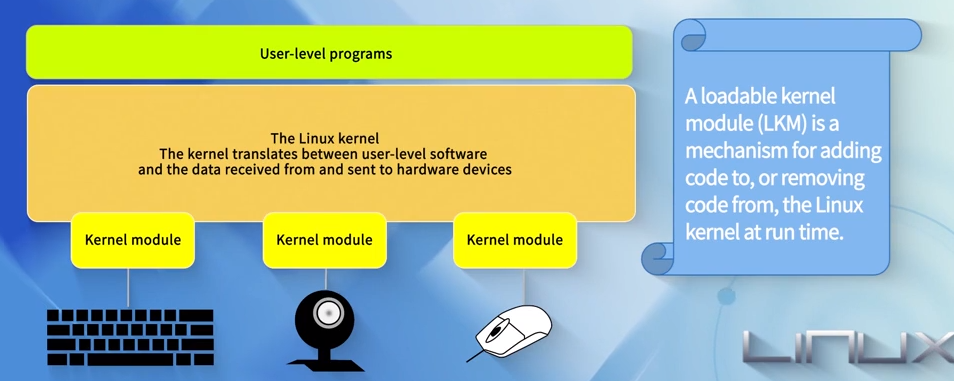 User-level programs
The Linux kernel
The kernel translates between user-level software
and the data received from and sent to hardware devices
Kernel module
Kernel module
Kernel module
A loadable kernel
module (LKM) is a
mechanism for adding
code to, or removing
code from, the Linux
kernel at run time.
LINUX